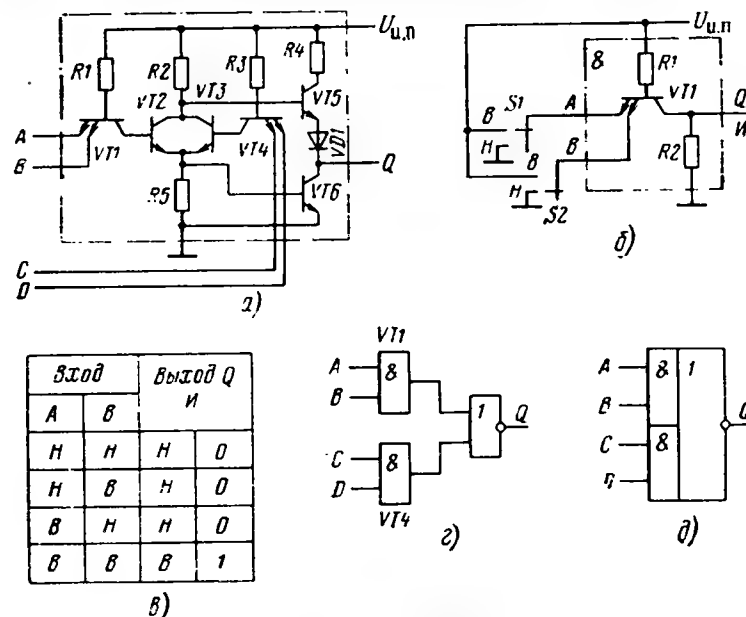 R1
R2
R3
R4
U и.п
VT2
VT3
VT5
A
B
VT1
VT4
VD1
Q
R5
VT6
C
D
а)
U и.п
&
R1
VT1
В
S1
A
Q
И
Н
В
B
R2
Н
S2
б)
Вход
Выход Q
И
A
B
Н Н Н 0
Н В Н 0
В Н Н 0
В В В 1
в)
VT1
A
&
B
1
Q
C
&
D
VT4
г)
A
&
1
B
C
&
Q
д)